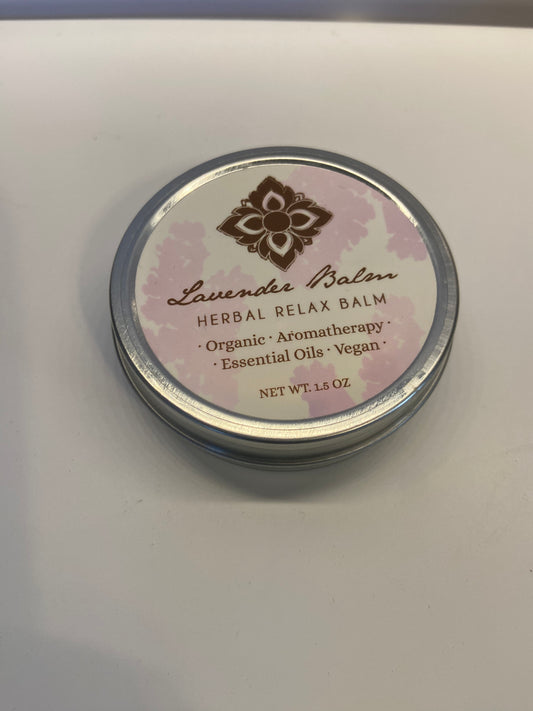 Lavender Balm
HERBAL RELAX BALM
· Organic · Aromatherapy ·
· Essential Oils · Vegan ·
NET WT. 1.5 OZ